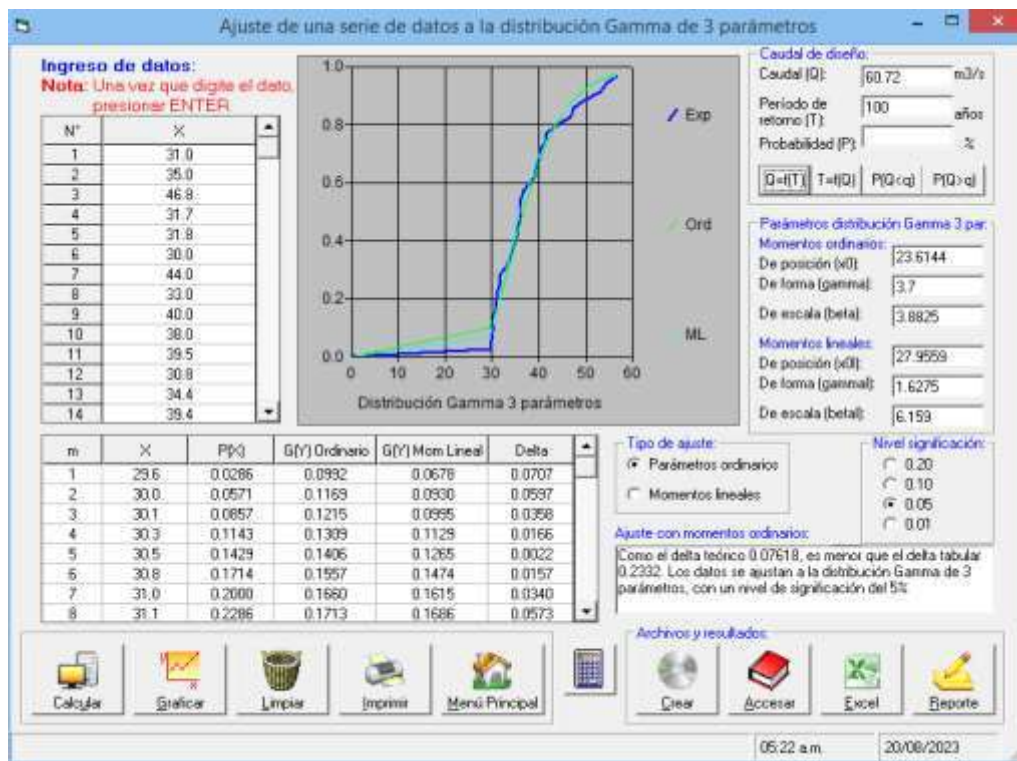 Ajuste de una serie de datos a la distribución Gamma de 3 parámetros
Ingreso de datos:
Nota: Una vez que digite el dato,
presionar ENTER
N° X
1 31.0
2 35.0
3 46.8
4 31.7
5 31.8
6 30.0
7 44.0
8 33.0
9 40.0
10 38.0
11 39.5
12 30.8
13 34.4
14 39.4
1.0
0.8
0.6
0.4
0.2
0.0
0 10 20 30 40 50 60
Distribución Gamma 3 parámetros
Exp
Ord
ML
Caudal de diseño:
Caudal (Q): 60.72 m3/s
Período de
retorno (T): 100 años
Probabilidad (P): %
Q=f(T) T=f(Q) P(Q<q) P(Q>q)
Parámetros distribución Gamma 3 par:
Momentos ordinarios:
De posición (x0): 23.6144
De forma (gamma): 3.7
De escala (beta): 3.8825
Momentos lineales:
De posición (x0l): 27.9559
De forma (gammal): 1.6275
De escala (betal): 6.159
m X P(X) G(Y) Ordinario G(Y) Mom Lineal Delta
1 29.6 0.0286 0.0992 0.0678 0.0707
2 30.0 0.0571 0.1169 0.0930 0.0597
3 30.1 0.0857 0.1215 0.0995 0.0358
4 30.3 0.1143 0.1309 0.1129 0.0166
5 30.5 0.1429 0.1406 0.1265 0.0022
6 30.8 0.1714 0.1557 0.1474 0.0157
7 31.0 0.2000 0.1660 0.1615 0.0340
8 31.1 0.2286 0.1713 0.1686 0.0573
Tipo de ajuste:
Parámetros ordinarios
Momentos lineales
Nivel significación:
0.20
0.10
0.05
0.01
Ajuste con momentos ordinarios:
Como el delta teórico 0.07618, es menor que el delta tabular
0.2332. Los datos se ajustan a la distribución Gamma de 3
parámetros, con un nivel de significación del 5%
Calcular Graficar Limpiar Imprimir Menú Principal
Archivos y resultados:
Crear Accesar Excel Reporte
05:22 a.m. 20/08/2023